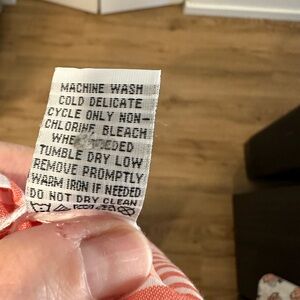 MACHINE WASH
COLD DELICATE
CYCLE ONLY NON-
CHLORINE BLEACH
WHEN NEEDED
TUMBLE DRY LOW
REMOVE PROMPTLY
WARM IRON IF NEEDED
DO NOT DRY CLEAN